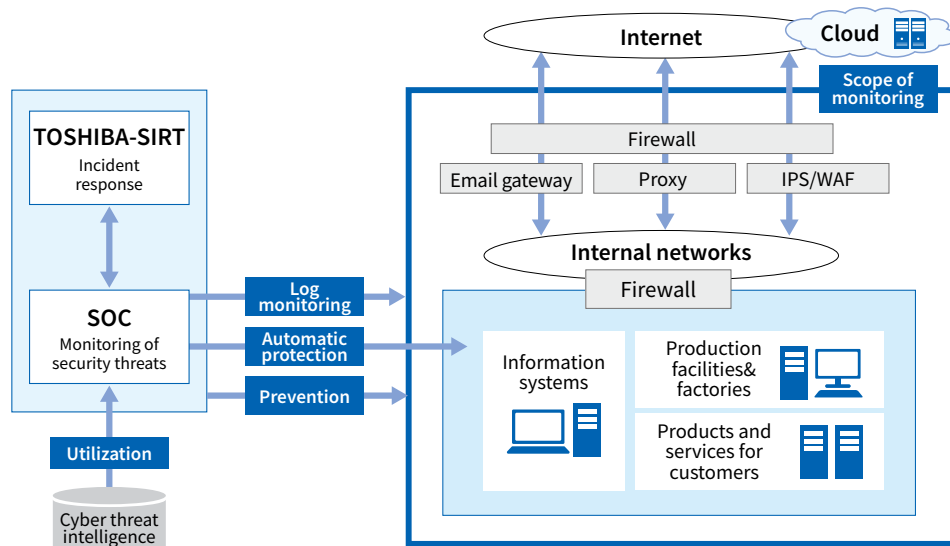 Internet
Cloud
Scope of
monitoring
TOSHIBA-SIRT
Incident
response
Firewall
Email gateway
Proxy
IPS/WAF
Internal networks
Firewall
SOC
Monitoring of
security threats
Log
monitoring
Automatic
protection
Prevention
Information
systems
Production
facilities&
factories
Products and
services for
customers
Utilization
Cyber threat
intelligence